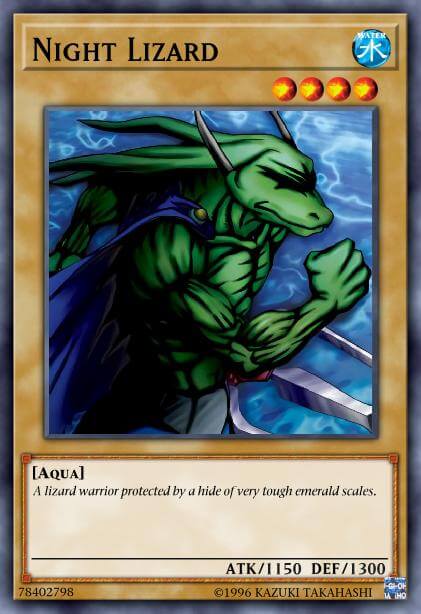 NIGHT LIZARD
WATER
水
[AQUA]
A lizard warrior protected by a hide of very tough emerald scales.
ATK/1150 DEF/1300
78402798
©1996 KAZUKI TAKAHASHI